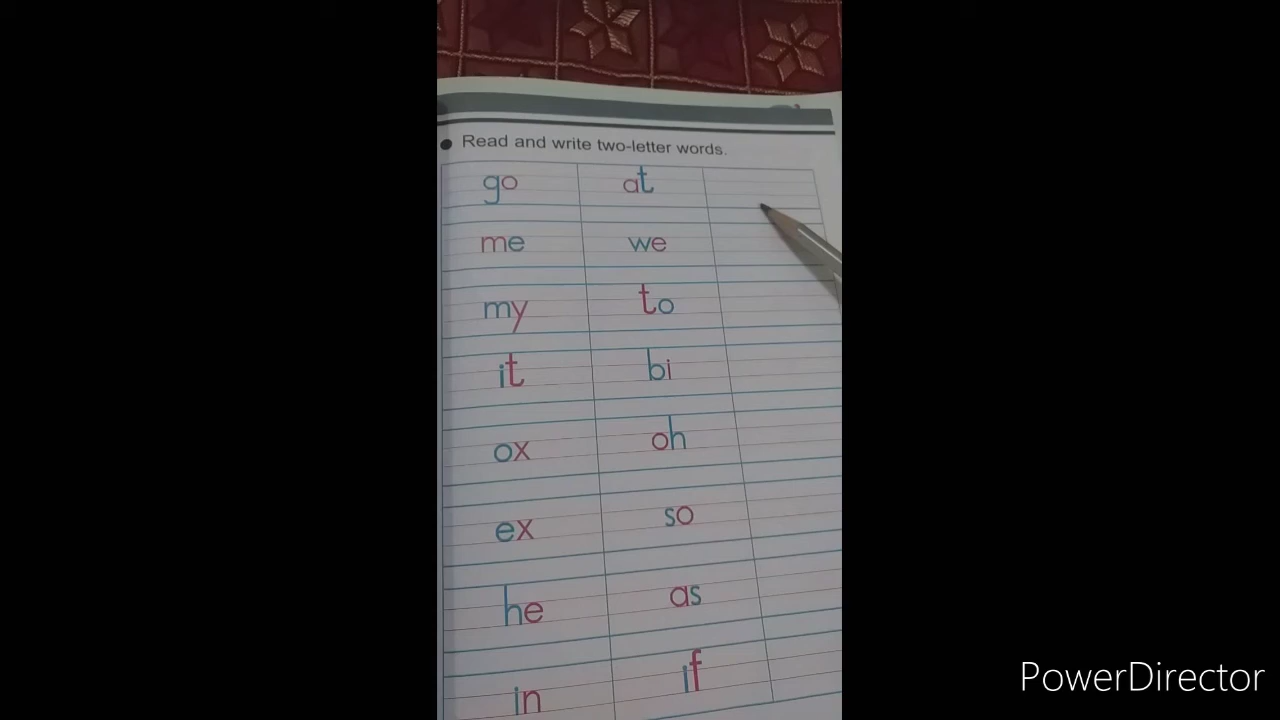 Read and write two-letter words.
go at
me we
my to
it bi
ox oh
ex so
he as
in if
PowerDirector